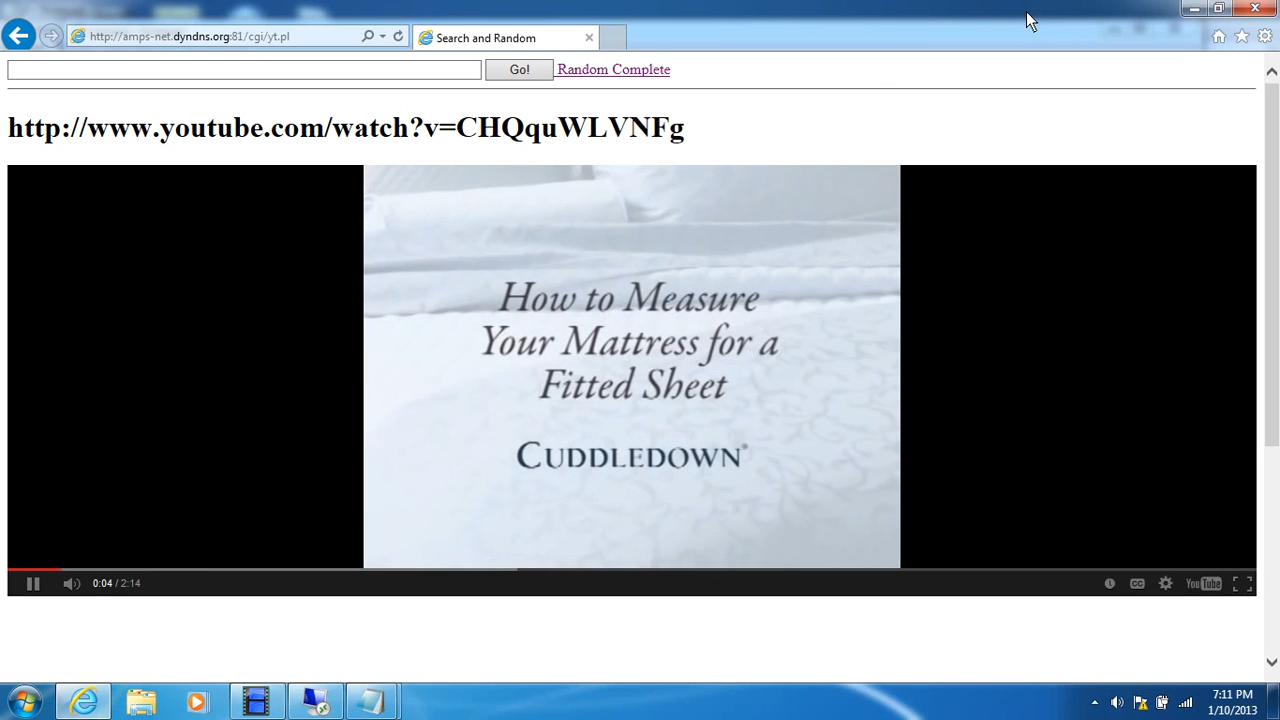 http://amps-net.dyndns.org:81/cgi/yt.pl
Search and Random
Go!
Random Complete
http://www.youtube.com/watch?v=CHQquWLVNFg
How to Measure
Your Mattress for a
Fitted Sheet
CUDDLEDOWN®
0:04 / 2:14
CC
YouTube
7:11 PM
1/10/2013